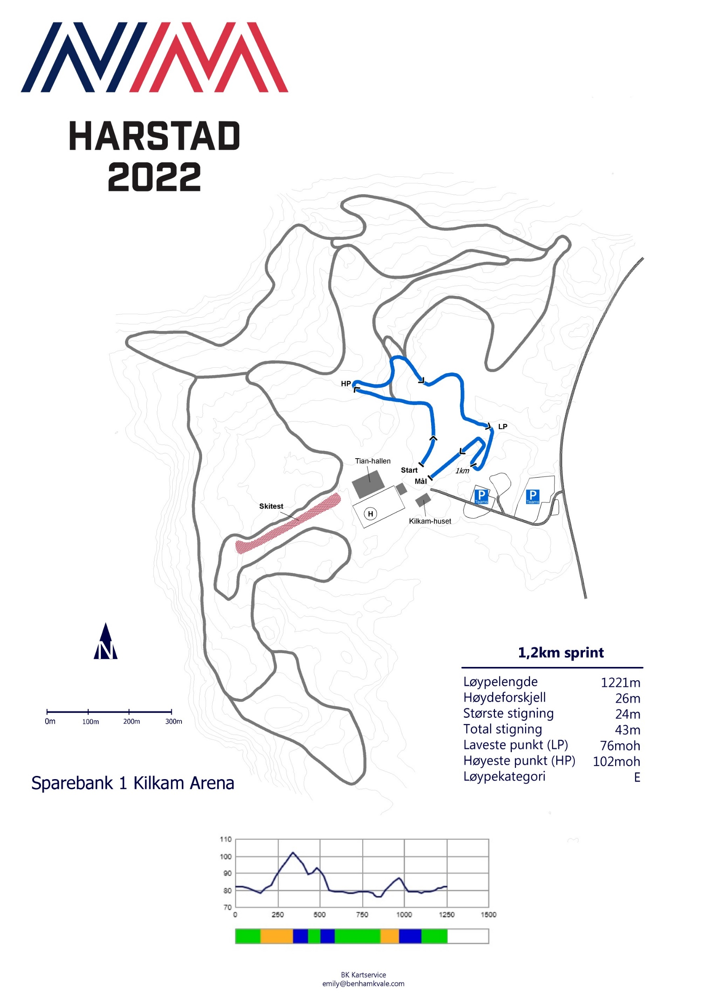 NM
HARSTAD
2022
HP
LP
Tian-hallen
Start
1km
Mål
P
Teams
P
Teams
Skitest
H
Kilkam-huset
N
1,2km sprint
Løypelengde 1221m
Høydeforskjell 26m
Største stigning 24m
Total stigning 43m
Laveste punkt (LP) 76moh
Høyeste punkt (HP) 102moh
Løypekategori E
0m 100m 200m 300m
Sparebank 1 Kilkam Arena
110
100
90
80
70
0 250 500 750 1000 1250 1500
BK Kartservice
emily@benhamkvale.com